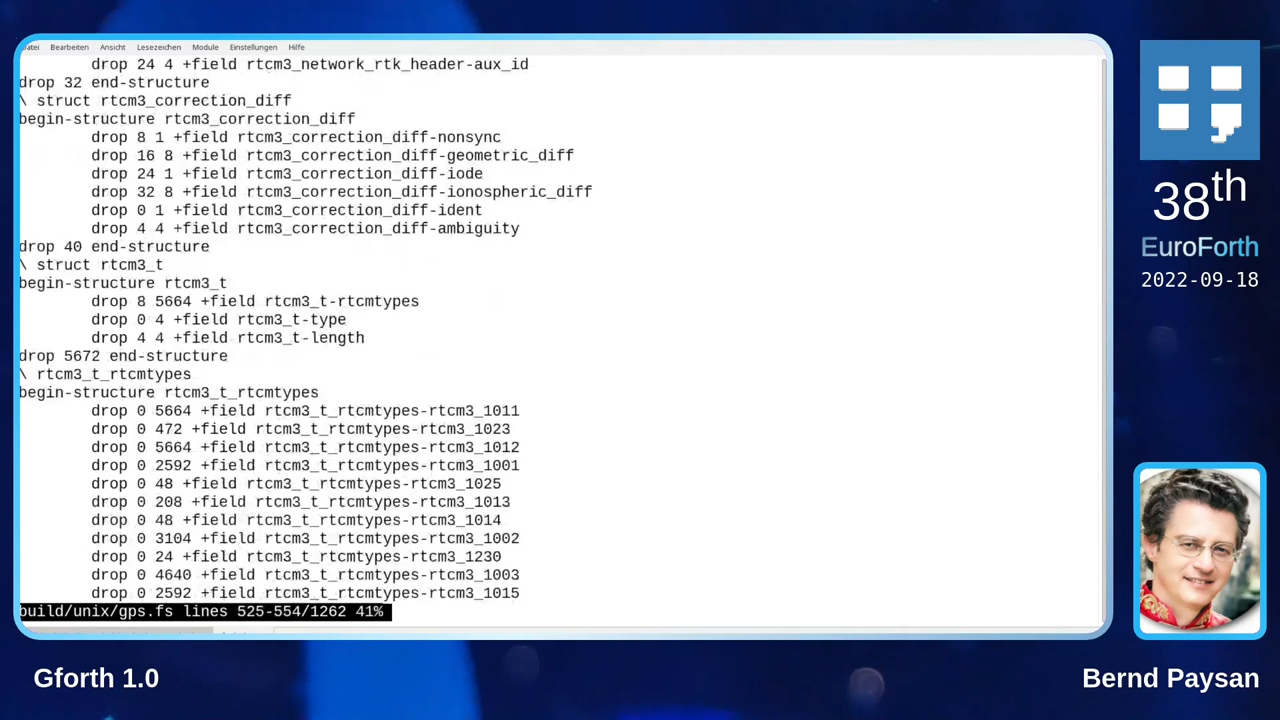 atei Bearbeiten Ansicht Lesezeichen Module Einstellungen Hilfe
drop 24 4 +field rtcm3_network_rtk_header-aux_id
drop 32 end-structure
\ struct rtcm3_correction_diff
begin-structure rtcm3_correction_diff
drop 8 1 +field rtcm3_correction_diff-nonsync
drop 16 8 +field rtcm3_correction_diff-geometric_diff
drop 24 1 +field rtcm3_correction_diff-iode
drop 32 8 +field rtcm3_correction_diff-ionospheric_diff
drop 0 1 +field rtcm3_correction_diff-ident
drop 4 4 +field rtcm3_correction_diff-ambiguity
drop 40 end-structure
\ struct rtcm3_t
begin-structure rtcm3_t
drop 8 5664 +field rtcm3_t-rtcmtypes
drop 0 4 +field rtcm3_t-type
drop 4 4 +field rtcm3_t-length
drop 5672 end-structure
\ rtcm3_t_rtcmtypes
begin-structure rtcm3_t_rtcmtypes
drop 0 5664 +field rtcm3_t_rtcmtypes-rtcm3_1011
drop 0 472 +field rtcm3_t_rtcmtypes-rtcm3_1023
drop 0 5664 +field rtcm3_t_rtcmtypes-rtcm3_1012
drop 0 2592 +field rtcm3_t_rtcmtypes-rtcm3_1001
drop 0 48 +field rtcm3_t_rtcmtypes-rtcm3_1025
drop 0 208 +field rtcm3_t_rtcmtypes-rtcm3_1013
drop 0 48 +field rtcm3_t_rtcmtypes-rtcm3_1014
drop 0 3104 +field rtcm3_t_rtcmtypes-rtcm3_1002
drop 0 24 +field rtcm3_t_rtcmtypes-rtcm3_1230
drop 0 4640 +field rtcm3_t_rtcmtypes-rtcm3_1003
drop 0 2592 +field rtcm3_t_rtcmtypes-rtcm3_1015
build/unix/gps.fs lines 525-554/1262 41%
38th
EuroForth
2022-09-18
Gforth 1.0
Bernd Paysan